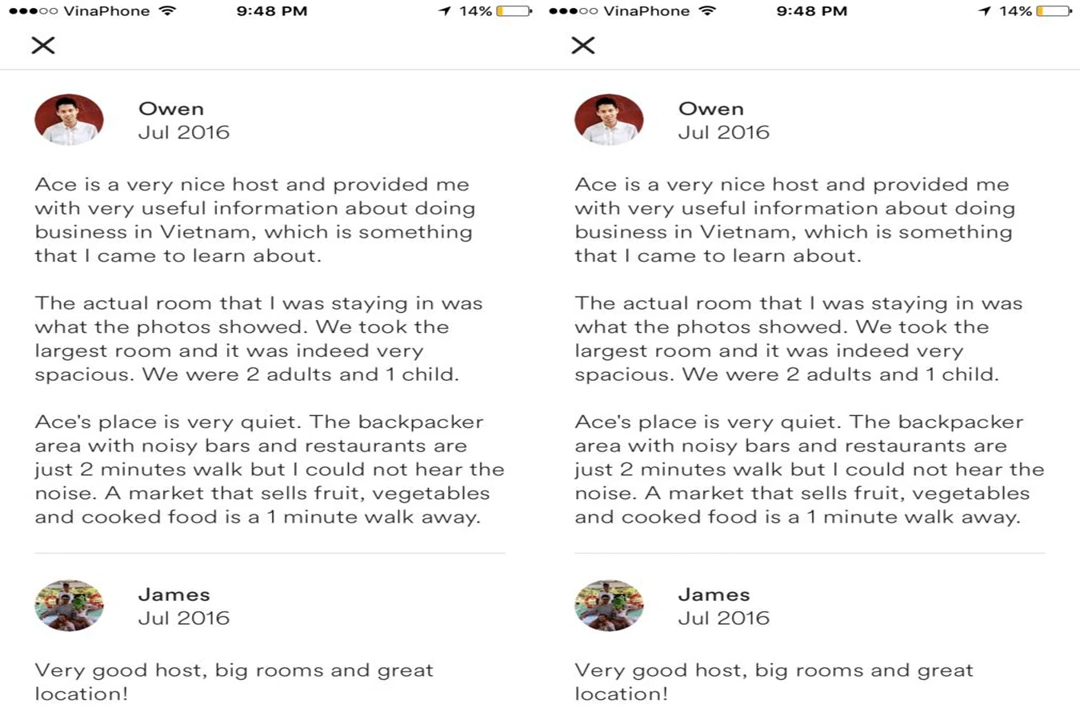 VinaPhone 9:48 PM 14%
Owen
Jul 2016
Ace is a very nice host and provided me
with very useful information about doing
business in Vietnam, which is something
that I came to learn about.
The actual room that I was staying in was
what the photos showed. We took the
largest room and it was indeed very
spacious. We were 2 adults and 1 child.
Ace's place is very quiet. The backpacker
area with noisy bars and restaurants are
just 2 minutes walk but I could not hear the
noise. A market that sells fruit, vegetables
and cooked food is a 1 minute walk away.
James
Jul 2016
Very good host, big rooms and great
location!
VinaPhone 9:48 PM 14%
Owen
Jul 2016
Ace is a very nice host and provided me
with very useful information about doing
business in Vietnam, which is something
that I came to learn about.
The actual room that I was staying in was
what the photos showed. We took the
largest room and it was indeed very
spacious. We were 2 adults and 1 child.
Ace's place is very quiet. The backpacker
area with noisy bars and restaurants are
just 2 minutes walk but I could not hear the
noise. A market that sells fruit, vegetables
and cooked food is a 1 minute walk away.
James
Jul 2016
Very good host, big rooms and great
location!